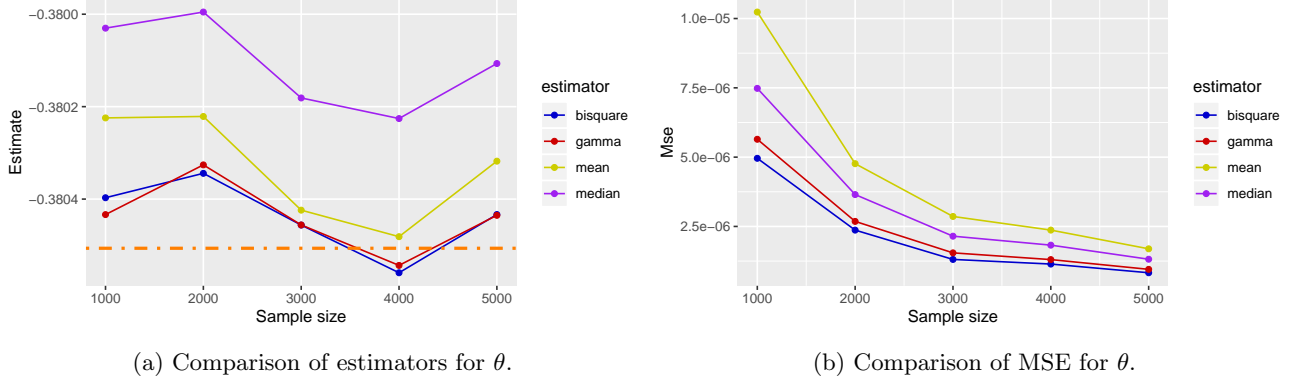 −0.3800
−0.3802
−0.3804
Estimate
1000 2000 3000 4000 5000
Sample size
estimator
bisquare
gamma
mean
median
(a) Comparison of estimators for θ.
1.0e−05
7.5e−06
5.0e−06
2.5e−06
Mse
1000 2000 3000 4000 5000
Sample size
estimator
bisquare
gamma
mean
median
(b) Comparison of MSE for θ.